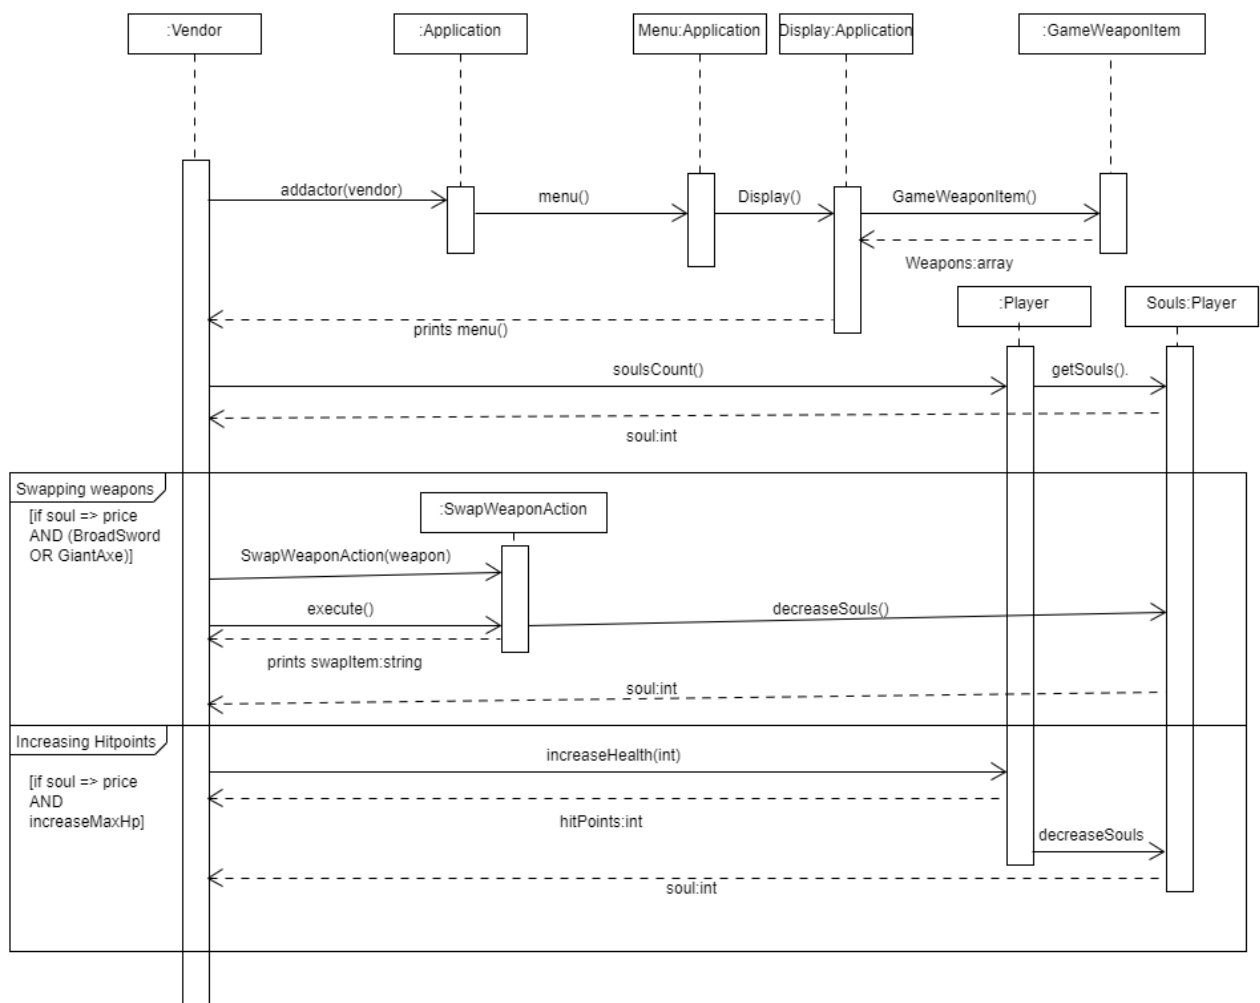 :Vendor
:Application
Menu:Application
Display:Application
:GameWeaponItem
addactor(vendor)
menu()
Display()
GameWeaponItem()
Weapons:array
:Player
Souls:Player
prints menu()
soulsCount()
getSouls().
soul:int
Swapping weapons
[if soul => price
AND (BroadSword
OR GiantAxe)]
:SwapWeaponAction
SwapWeaponAction(weapon)
execute()
decreaseSouls()
prints swapItem:string
soul:int
Increasing Hitpoints
[if soul => price
AND
increaseMaxHp]
increaseHealth(int)
hitPoints:int
decreaseSouls
soul:int